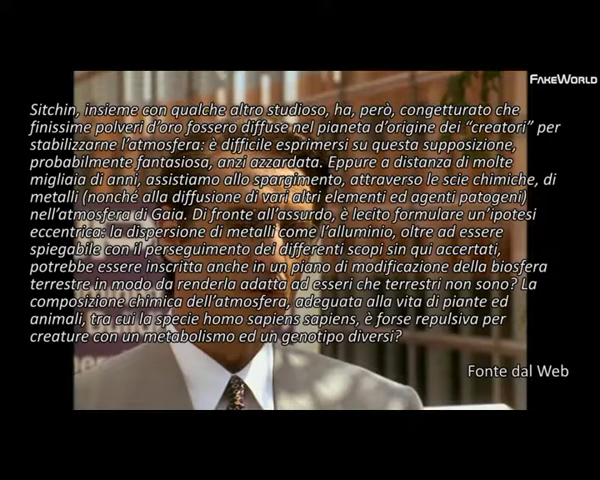 FAKEWORLD
Sitchin, insieme con qualche altro studioso, ha, però, congetturato che
finissime polveri d'oro fossero diffuse nel pianeta d'origine dei "creatori" per
stabilizzarne l'atmosfera: è difficile esprimersi su questa supposizione,
probabilmente fantasiosa, anzi azzardata. Eppure a distanza di molte
migliaia di anni, assistiamo allo spargimento, attraverso le scie chimiche, di
metalli (nonché alla diffusione di vari altri elementi ed agenti patogeni)
nell'atmosfera di Gaia. Di fronte all'assurdo, è lecito formulare un'ipotesi
eccentrica: la dispersione di metalli come l'alluminio, oltre ad essere
spiegabile con il perseguimento dei differenti scopi sin qui accertati,
potrebbe essere inscritta anche in un piano di modificazione della biosfera
terrestre in modo da renderla adatta ad esseri che terrestri non sono? La
composizione chimica dell'atmosfera, adeguata alla vita di piante ed
animali, tra cui la specie homo sapiens sapiens, è forse repulsiva per
creature con un metabolismo ed un genotipo diversi?
Fonte dal Web